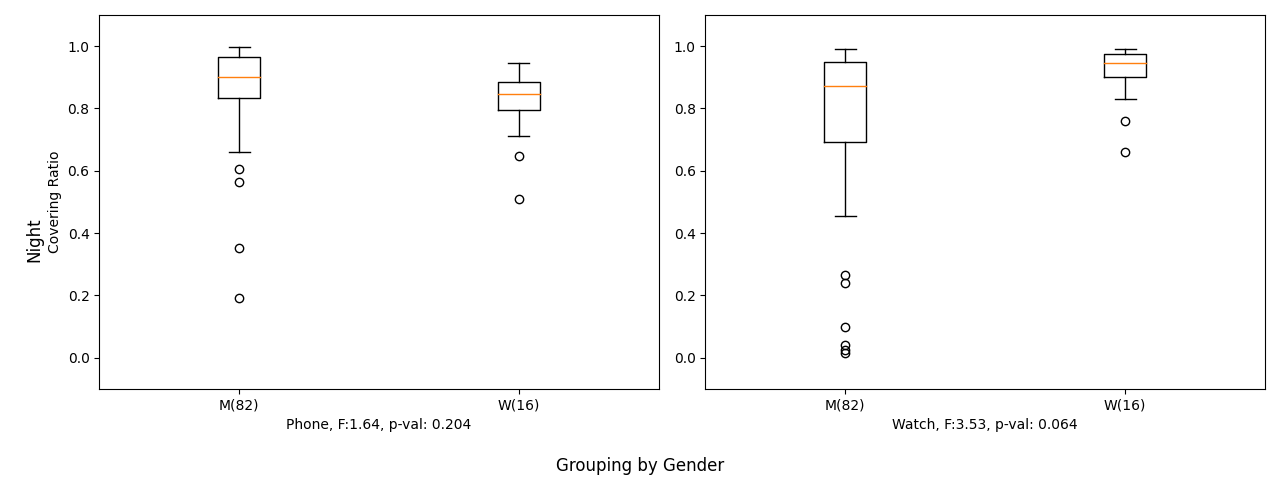 Night
Covering Ratio
1.0
0.8
0.6
0.4
0.2
0.0
M(82) W(16)
Phone, F:1.64, p-val: 0.204
1.0
0.8
0.6
0.4
0.2
0.0
M(82) W(16)
Watch, F:3.53, p-val: 0.064
Grouping by Gender